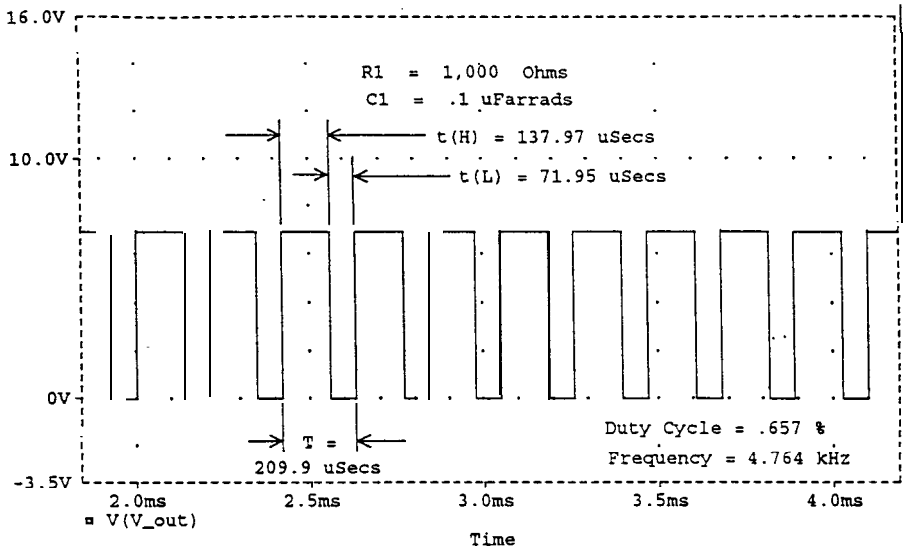 16.0V
R1 = 1,000 Ohms
C1 = .1 uFarrads
t(H) = 137.97 uSecs
10.0V
t(L) = 71.95 uSecs
0V
T =
209.9 uSecs
Duty Cycle = .657 %
Frequency = 4.764 kHz
-3.5V
2.0ms 2.5ms 3.0ms 3.5ms 4.0ms
V(V_out)
Time